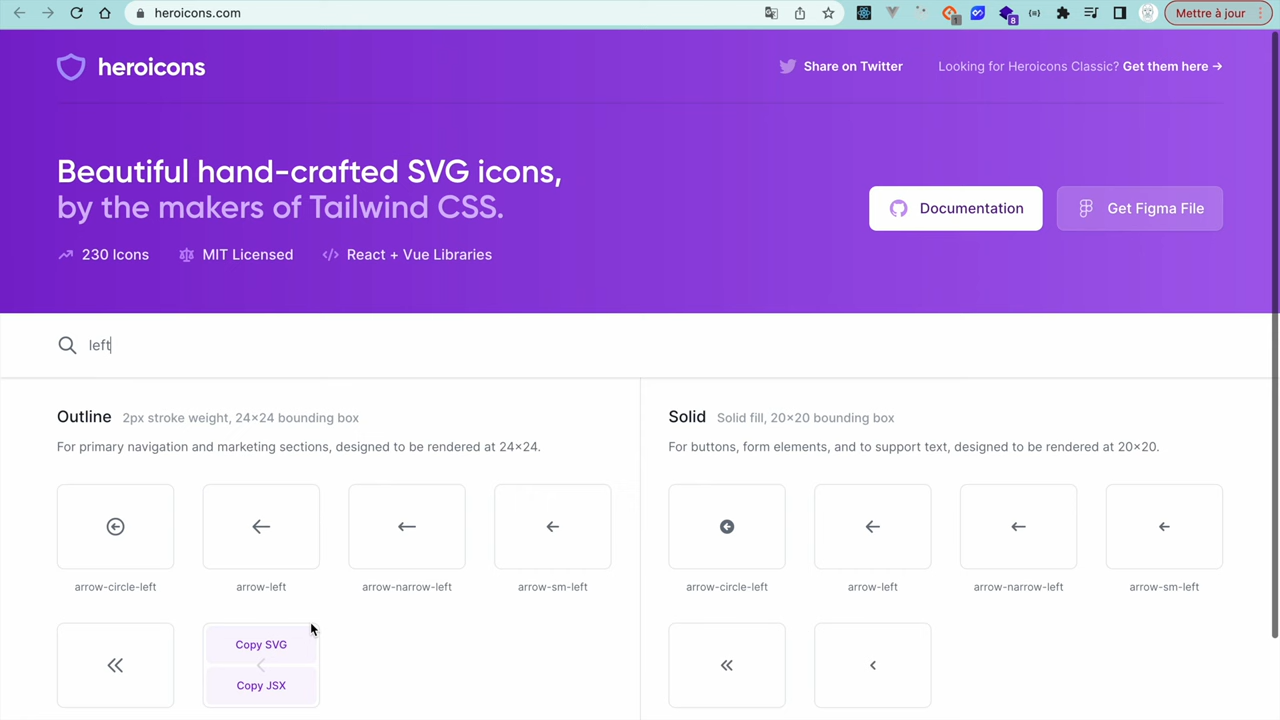 heroicons.com
8
1
Mettre à jour
heroicons
Share on Twitter
Looking for Heroicons Classic? Get them here →
Beautiful hand-crafted SVG icons,
by the makers of Tailwind CSS.
Documentation
Get Figma File
230 Icons
MIT Licensed
React + Vue Libraries
left
Outline 2px stroke weight, 24×24 bounding box
For primary navigation and marketing sections, designed to be rendered at 24×24.
Solid Solid fill, 20×20 bounding box
For buttons, form elements, and to support text, designed to be rendered at 20×20.
arrow-circle-left
arrow-left
arrow-narrow-left
arrow-sm-left
arrow-circle-left
arrow-left
arrow-narrow-left
arrow-sm-left
Copy SVG
Copy JSX